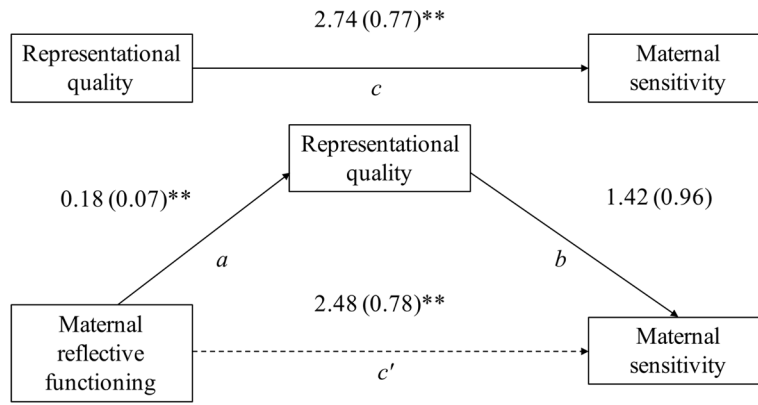 2.74 (0.77)**
Representational
quality
Maternal
sensitivity
c
Representational
quality
0.18 (0.07)**
1.42 (0.96)
a
b
2.48 (0.78)**
Maternal
reflective
functioning
Maternal
sensitivity
c′